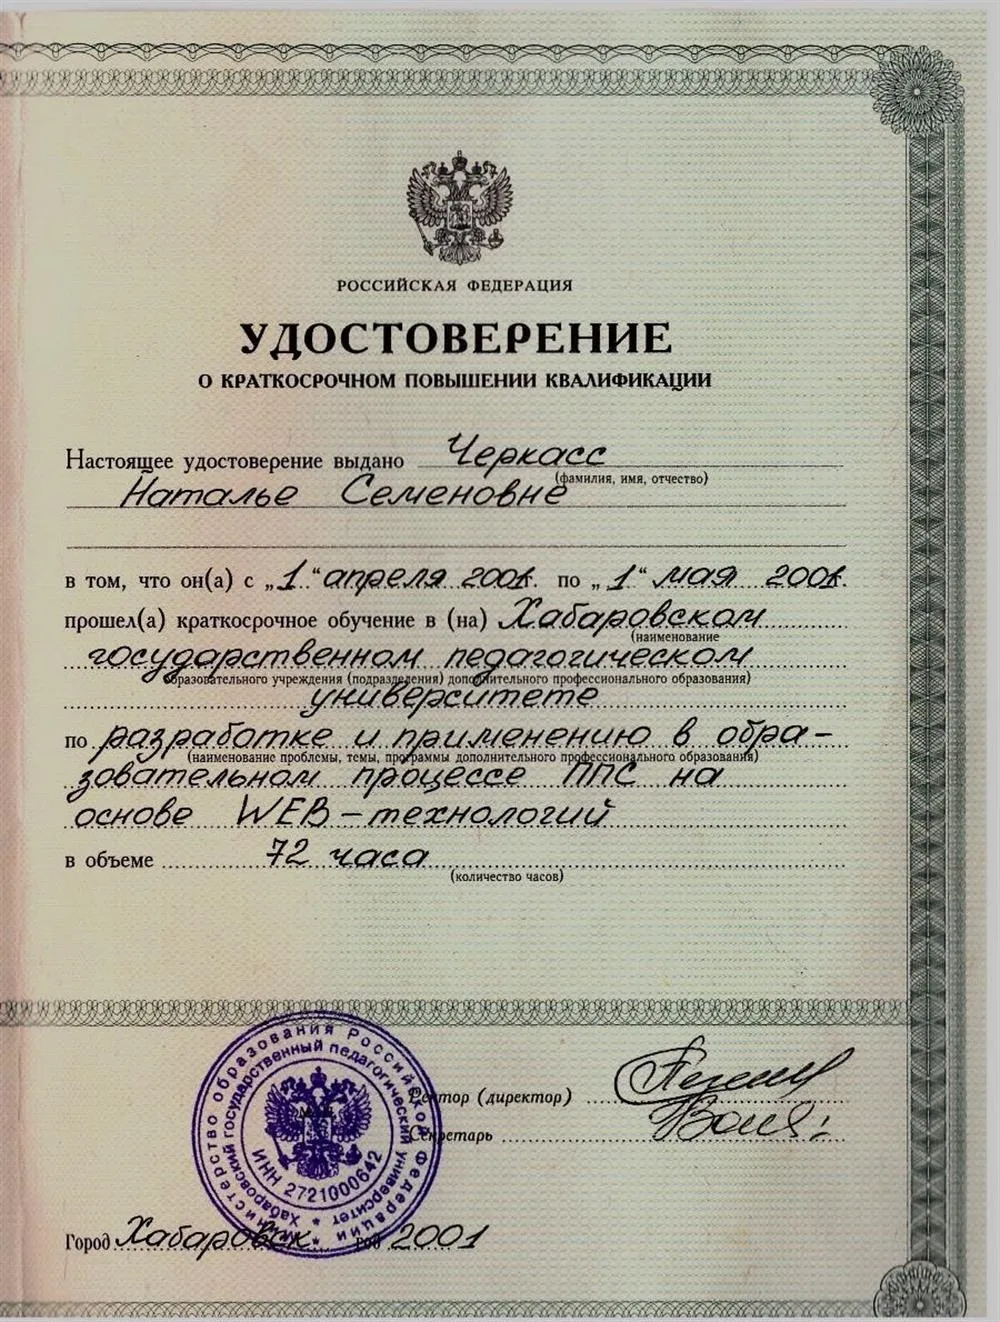 РОССИЙСКАЯ ФЕДЕРАЦИЯ
УДОСТОВЕРЕНИЕ
О КРАТКОСРОЧНОМ ПОВЫШЕНИИ КВАЛИФИКАЦИИ
Настоящее удостоверение выдано Черкасс
(фамилия, имя, отчество)
Наталье Семеновне
в том, что он(а) с „1“ апреля 2001г. по „1“ мая 2001г.
прошел(а) краткосрочное обучение в (на) Хабаровском
(наименование
государственном педагогическом
образовательного учреждения (подразделения) дополнительного профессионального образования)
университете
по разработке и применению в обра-
(наименование проблемы, темы, программы дополнительного профессионального образования)
зовательном процессе ППС на
основе WEB-технологий
в объеме 72 часа
(количество часов)
Министерство образования Российской Федерации
Хабаровский государственный педагогический университет
ИНН 2721000642
М.П.
Ректор (директор)
Секретарь
Город Хабаровск год 2001